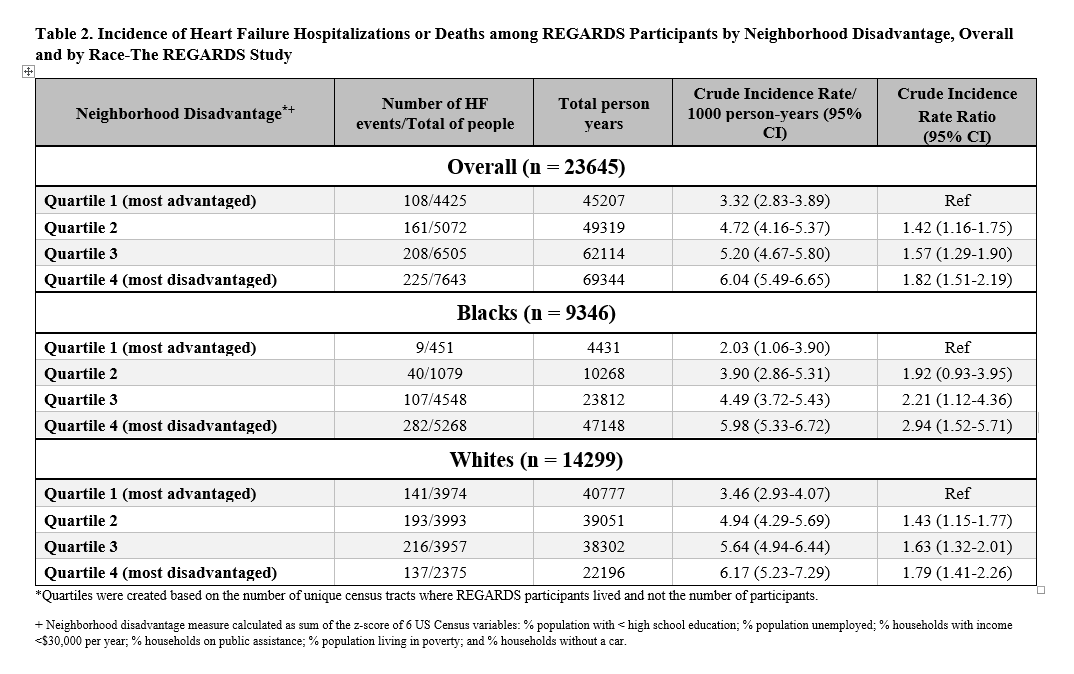 Table 2. Incidence of Heart Failure Hospitalizations or Deaths among REGARDS Participants by Neighborhood Disadvantage, Overall
and by Race-The REGARDS Study
Neighborhood Disadvantage*+ Number of HF events/Total of people Total person years Crude Incidence Rate/ 1000 person-years (95% CI) Crude Incidence Rate Ratio (95% CI)
Overall (n = 23645)
Quartile 1 (most advantaged) 108/4425 45207 3.32 (2.83-3.89) Ref
Quartile 2 161/5072 49319 4.72 (4.16-5.37) 1.42 (1.16-1.75)
Quartile 3 208/6505 62114 5.20 (4.67-5.80) 1.57 (1.29-1.90)
Quartile 4 (most disadvantaged) 225/7643 69344 6.04 (5.49-6.65) 1.82 (1.51-2.19)
Blacks (n = 9346)
Quartile 1 (most advantaged) 9/451 4431 2.03 (1.06-3.90) Ref
Quartile 2 40/1079 10268 3.90 (2.86-5.31) 1.92 (0.93-3.95)
Quartile 3 107/4548 23812 4.49 (3.72-5.43) 2.21 (1.12-4.36)
Quartile 4 (most disadvantaged) 282/5268 47148 5.98 (5.33-6.72) 2.94 (1.52-5.71)
Whites (n = 14299)
Quartile 1 (most advantaged) 141/3974 40777 3.46 (2.93-4.07) Ref
Quartile 2 193/3993 39051 4.94 (4.29-5.69) 1.43 (1.15-1.77)
Quartile 3 216/3957 38302 5.64 (4.94-6.44) 1.63 (1.32-2.01)
Quartile 4 (most disadvantaged) 137/2375 22196 6.17 (5.23-7.29) 1.79 (1.41-2.26)
*Quartiles were created based on the number of unique census tracts where REGARDS participants lived and not the number of participants.
+ Neighborhood disadvantage measure calculated as sum of the z-score of 6 US Census variables: % population with < high school education; % population unemployed; % households with income
<$30,000 per year; % households on public assistance; % population living in poverty; and % households without a car.